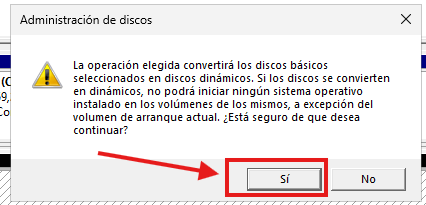 Administración de discos
La operación elegida convertirá los discos básicos
seleccionados en discos dinámicos. Si los discos se convierten
en dinámicos, no podrá iniciar ningún sistema operativo
instalado en los volúmenes de los mismos, a excepción del
volumen de arranque actual. ¿Está seguro de que desea
continuar?
Sí
No